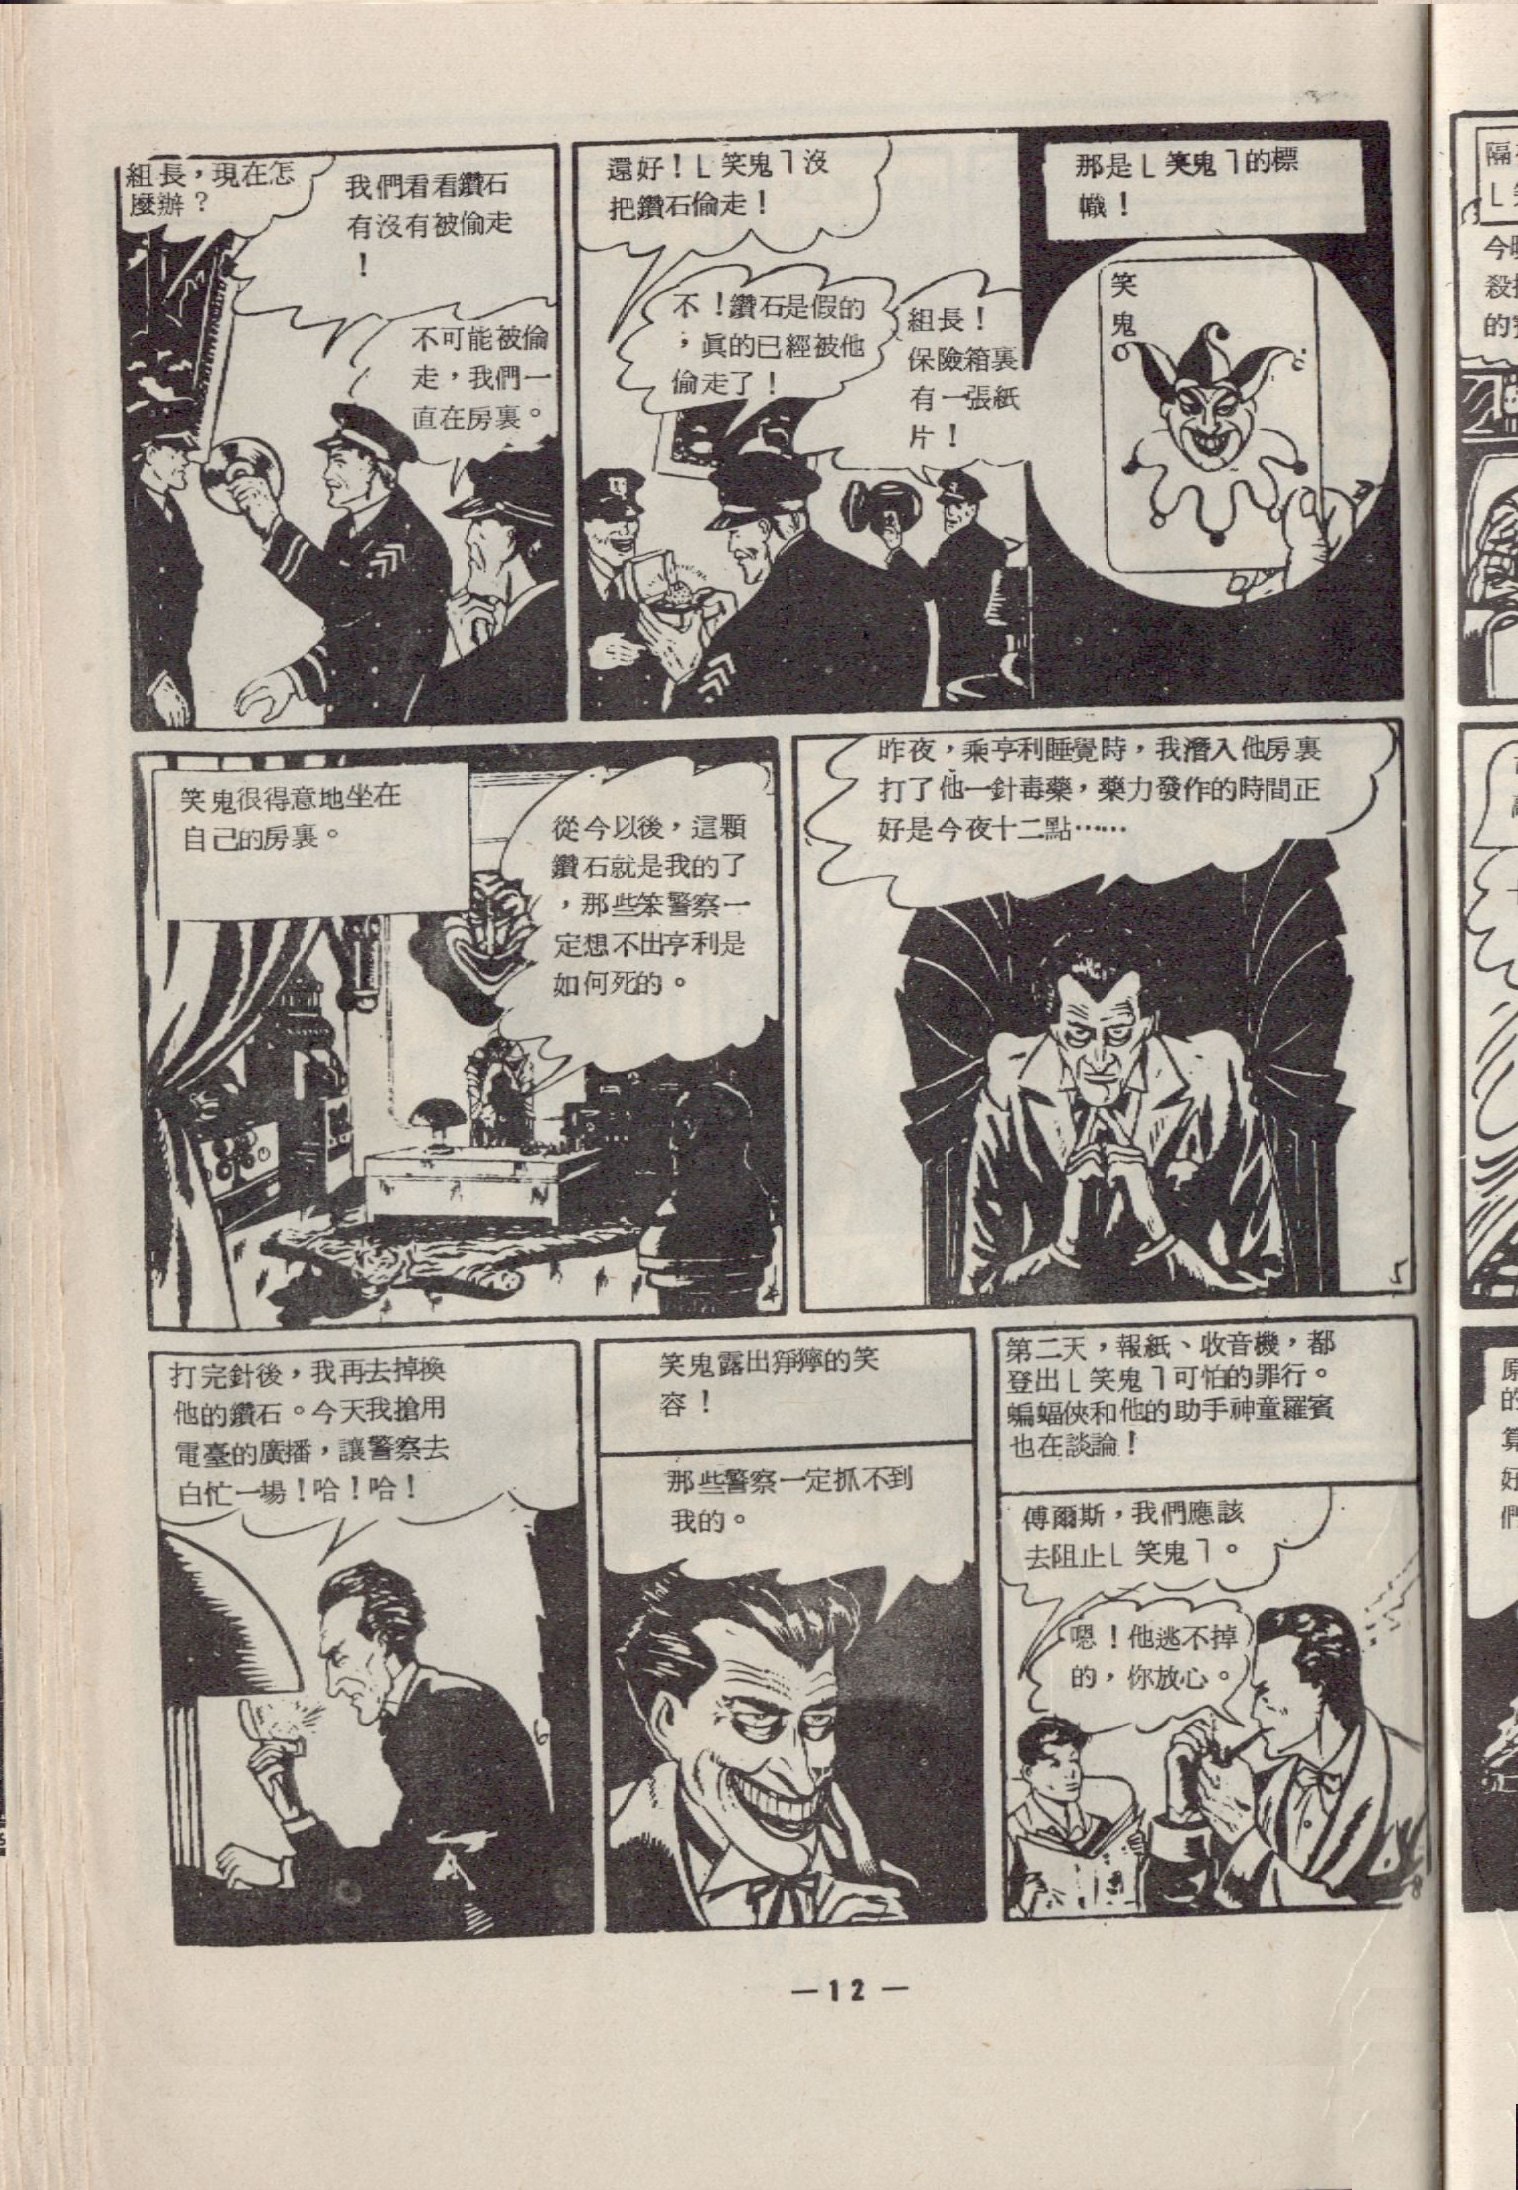 組長，現在怎
麼辦？
我們看看鑽石
有沒有被偷走
！
不可能被偷
走，我們一
直在房裏。
還好！﹂笑鬼﹁沒
把鑽石偷走！
不！鑽石是假的
，眞的已經被他
偷走了！
組長！
保險箱裏
有一張紙
片！
那是﹂笑鬼﹁的標
幟！
笑
鬼
笑鬼很得意地坐在
自己的房裏。
從今以後，這顆
鑽石就是我的了
，那些笨警察一
定想不出亨利是
如何死的。
4
昨夜，乘亨利睡覺時，我潛入他房裏
打了他一針毒藥，藥力發作的時間正
好是今夜十二點……
5
打完針後，我再去掉換
他的鑽石。今天我搶用
電臺的廣播，讓警察去
白忙一場！哈！哈！
6
笑鬼露出猙獰的笑
容！
那些警察一定抓不到
我的。
第二天，報紙、收音機，都
登出﹂笑鬼﹁可怕的罪行。
蝙蝠俠和他的助手神童羅賓
也在談論！
傅爾斯，我們應該
去阻止﹂笑鬼﹁。
嗯！他逃不掉
的，你放心。
8
—12—